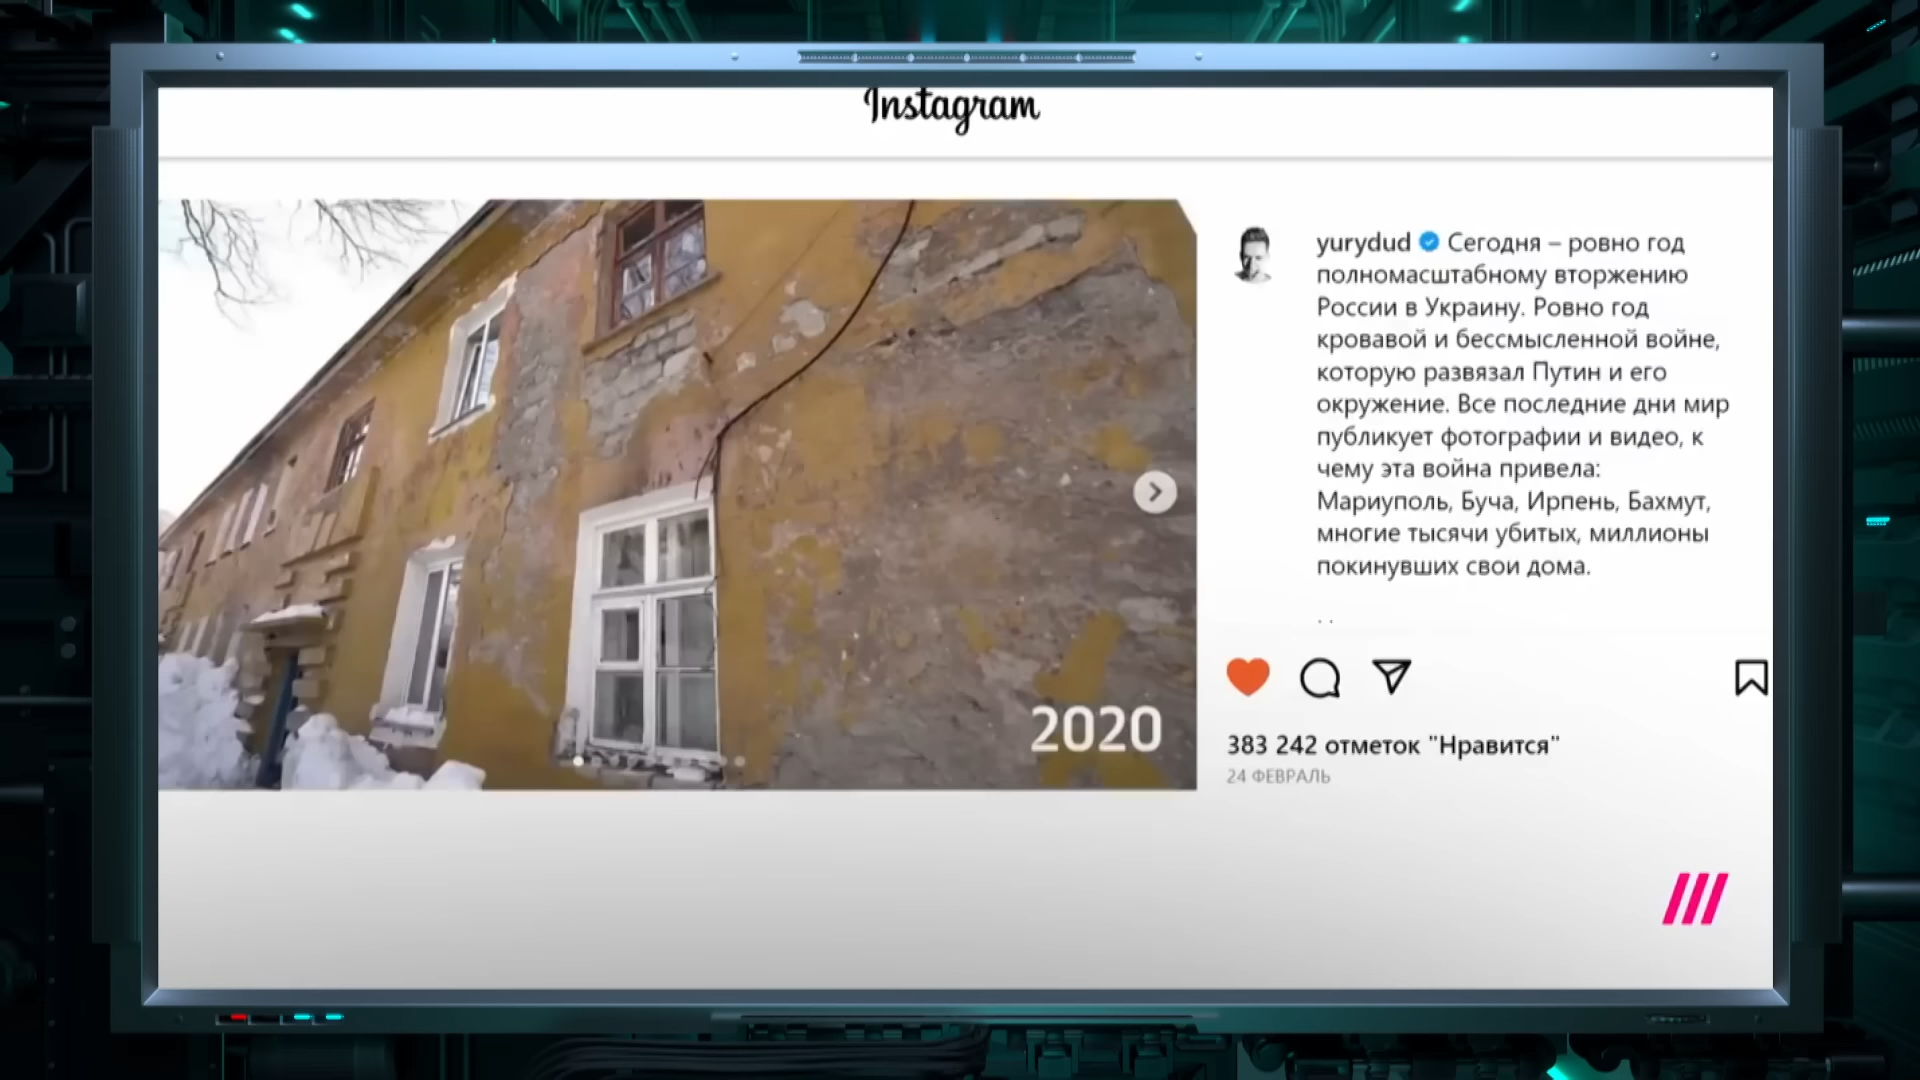 Instagram
yurydud Сегодня – ровно год
полномасштабному вторжению
России в Украину. Ровно год
кровавой и бессмысленной войне,
которую развязал Путин и его
окружение. Все последние дни мир
публикует фотографии и видео, к
чему эта война привела:
Мариуполь, Буча, Ирпень, Бахмут,
многие тысячи убитых, миллионы
покинувших свои дома.
2020
383 242 отметок "Нравится"
24 ФЕВРАЛЬ